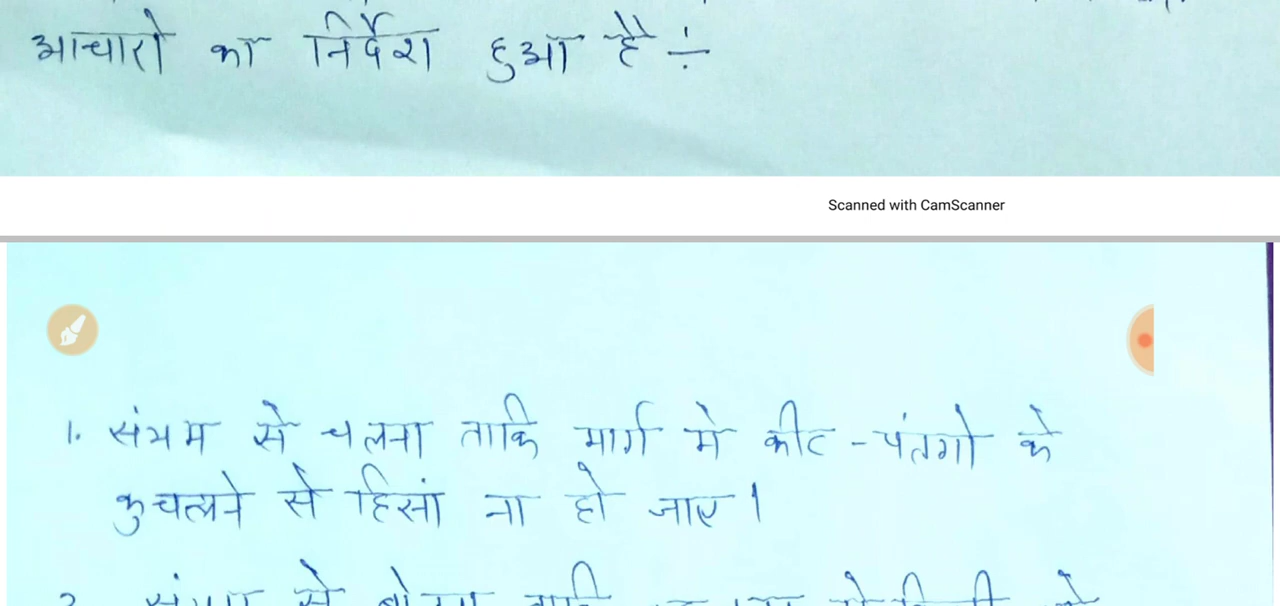 आचारो का निर्देश हुआ है ÷
Scanned with CamScanner
1. संयम से चलना ताकि मार्ग मे कीट - पंतगो के
कुचलने से हिसां ना हो जाए।